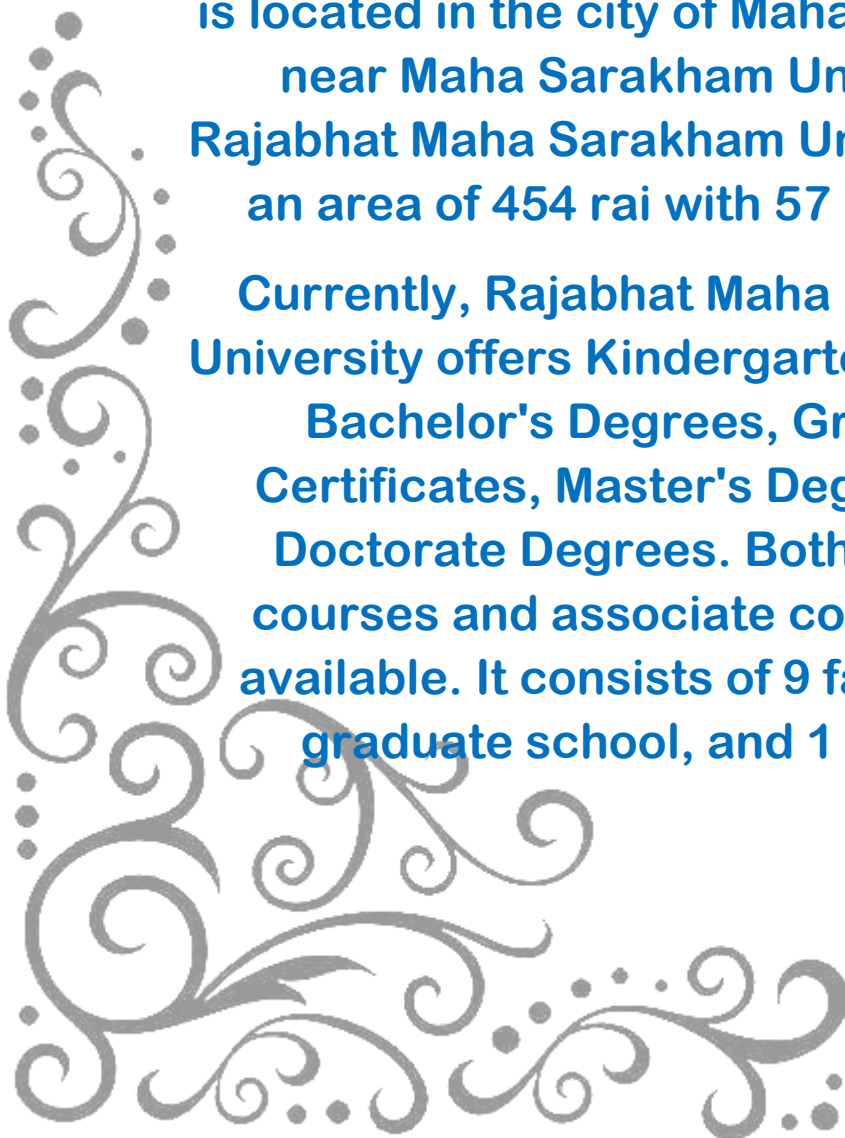 is located in the city of Maha
near Maha Sarakham Un
Rajabhat Maha Sarakham Un
an area of 454 rai with 57
Currently, Rajabhat Maha
University offers Kindergarte
Bachelor's Degrees, Gr
Certificates, Master's Deg
Doctorate Degrees. Both
courses and associate co
available. It consists of 9 fa
graduate school, and 1